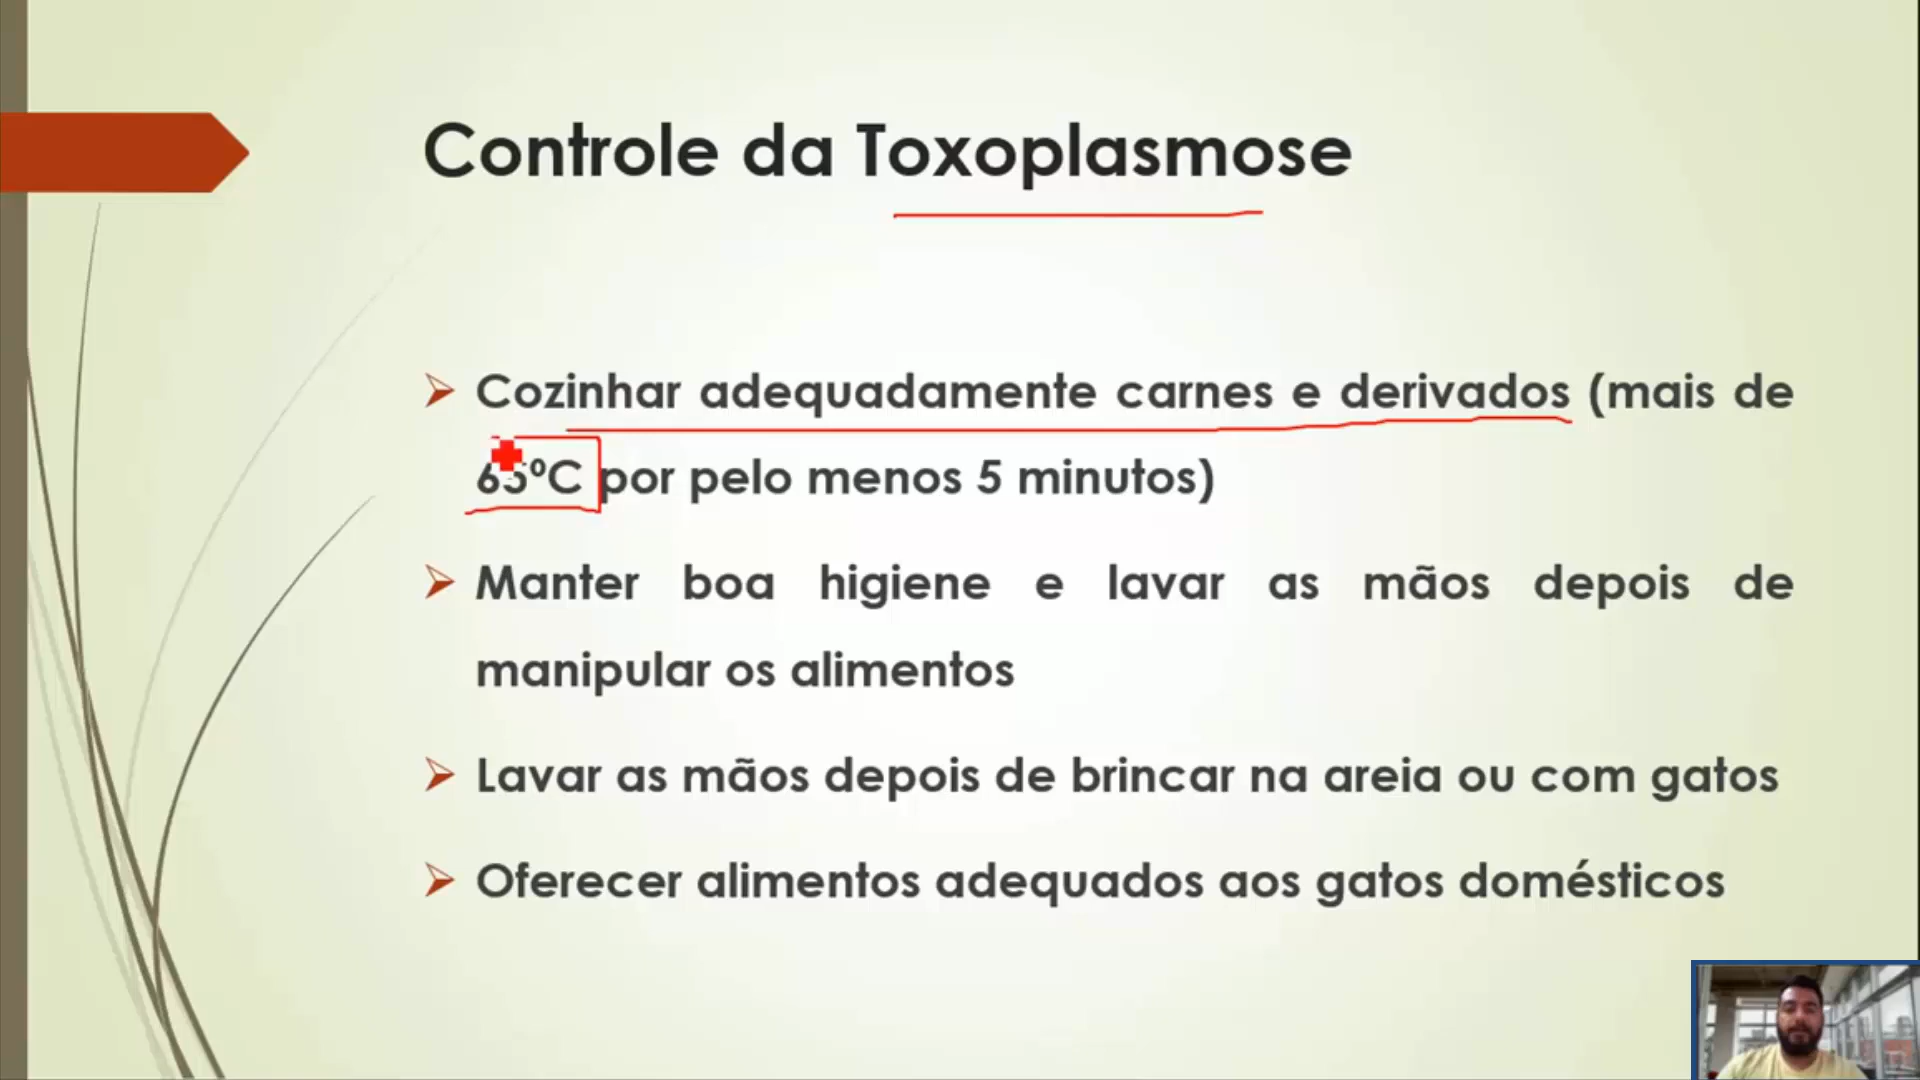 Controle da Toxoplasmose
Cozinhar adequadamente carnes e derivados (mais de
65ºC por pelo menos 5 minutos)
Manter boa higiene e lavar as mãos depois de
manipular os alimentos
Lavar as mãos depois de brincar na areia ou com gatos
Oferecer alimentos adequados aos gatos domésticos